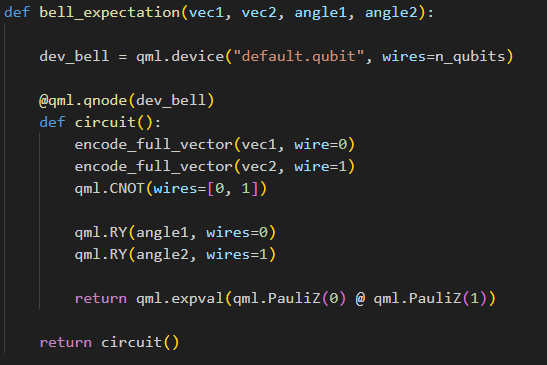 def bell_expectation(vec1, vec2, angle1, angle2):
    dev_bell = qml.device("default.qubit", wires=n_qubits)
    @qml.qnode(dev_bell)
    def circuit():
        encode_full_vector(vec1, wire=0)
        encode_full_vector(vec2, wire=1)
        qml.CNOT(wires=[0, 1])
        qml.RY(angle1, wires=0)
        qml.RY(angle2, wires=1)
        return qml.expval(qml.PauliZ(0) @ qml.PauliZ(1))
    return circuit()